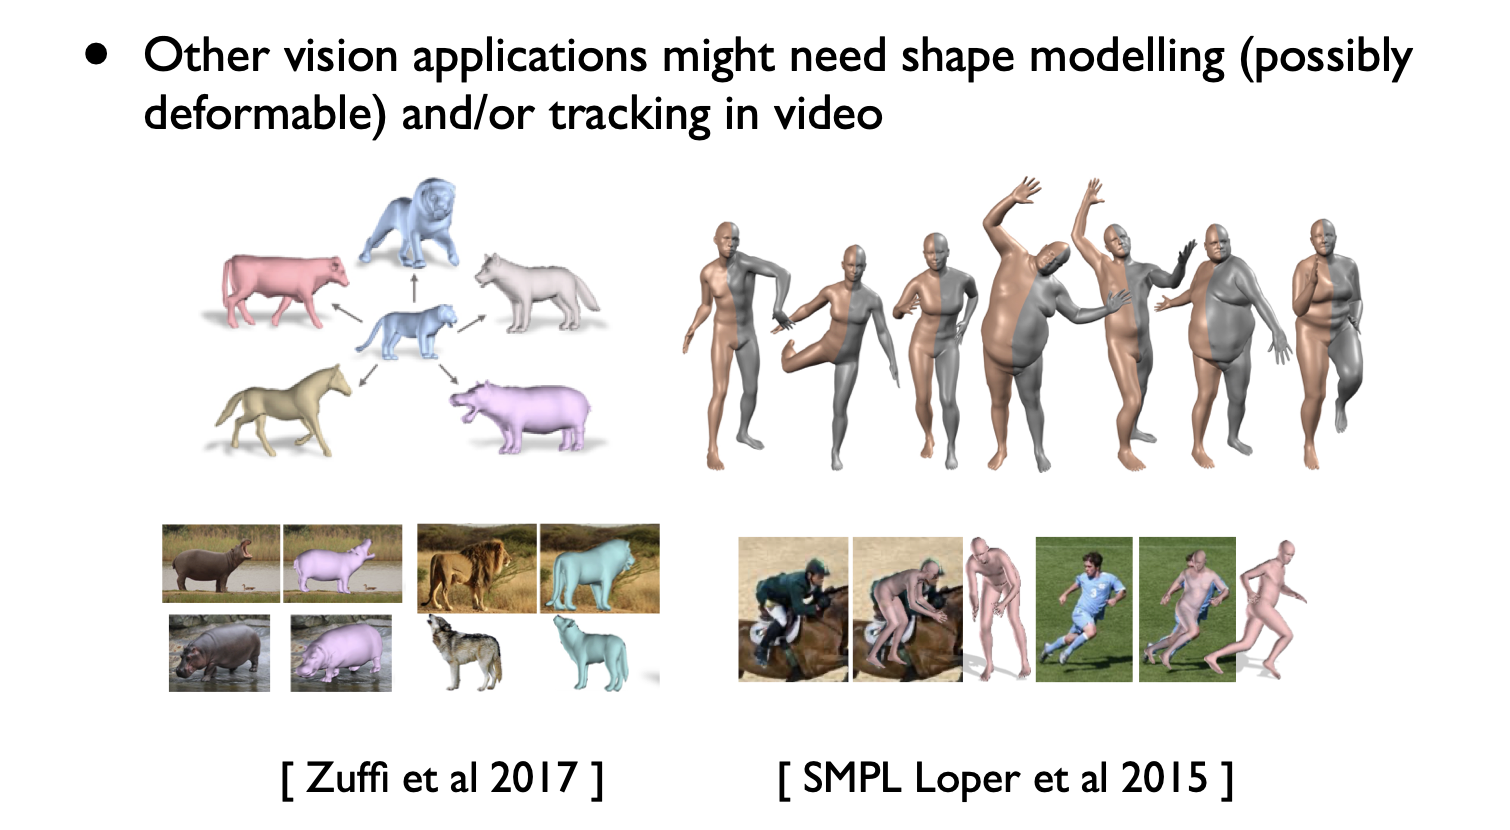 • Other vision applications might need shape modelling (possibly
deformable) and/or tracking in video
[ Zuffi et al 2017 ]
[ SMPL Loper et al 2015 ]